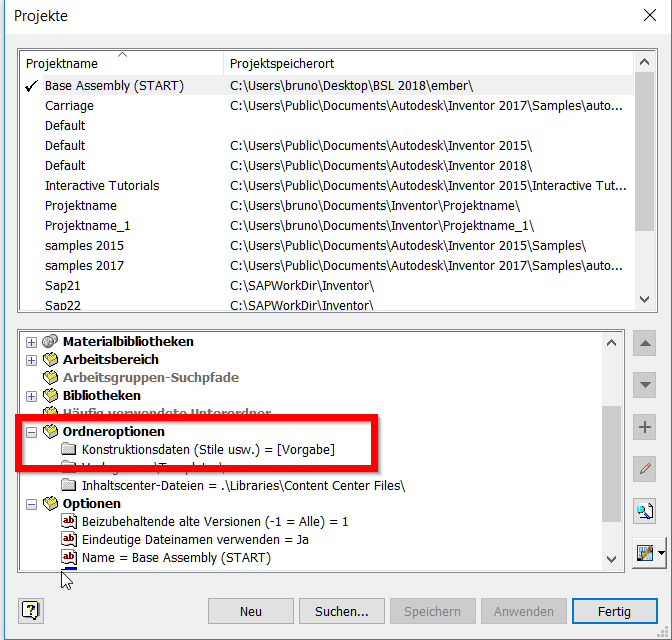 Projekte
Projektname Projektspeicherort
Base Assembly (START) C:\Users\bruno\Desktop\BSL 2018\ember\
Carriage C:\Users\Public\Documents\Autodesk\Inventor 2017\Samples\auto...
Default
Default C:\Users\Public\Documents\Autodesk\Inventor 2015\
Default C:\Users\Public\Documents\Autodesk\Inventor 2018\
Interactive Tutorials C:\Users\Public\Documents\Autodesk\Inventor 2015\Interactive Tut...
Projektname C:\Users\bruno\Documents\Inventor\Projektname\
Projektname_1 C:\Users\bruno\Documents\Inventor\Projektname_1\
samples 2015 C:\Users\Public\Documents\Autodesk\Inventor 2015\Samples\
samples 2017 C:\Users\Public\Documents\Autodesk\Inventor 2017\Samples\auto...
Sap21 C:\SAPWorkDir\Inventor\
Sap22 C:\SAPWorkDir\Inventor\
Materialbibliotheken
Arbeitsbereich
Arbeitsgruppen-Suchpfade
Bibliotheken
Häufig verwendete Unterordner
Ordneroptionen
Konstruktionsdaten (Stile usw.) = [Vorgabe]
Inhaltscenter-Dateien = .\Libraries\Content Center Files\
Optionen
Beizubehaltende alte Versionen (-1 = Alle) = 1
Eindeutige Dateinamen verwenden = Ja
Name = Base Assembly (START)
Neu Suchen... Speichern Anwenden Fertig